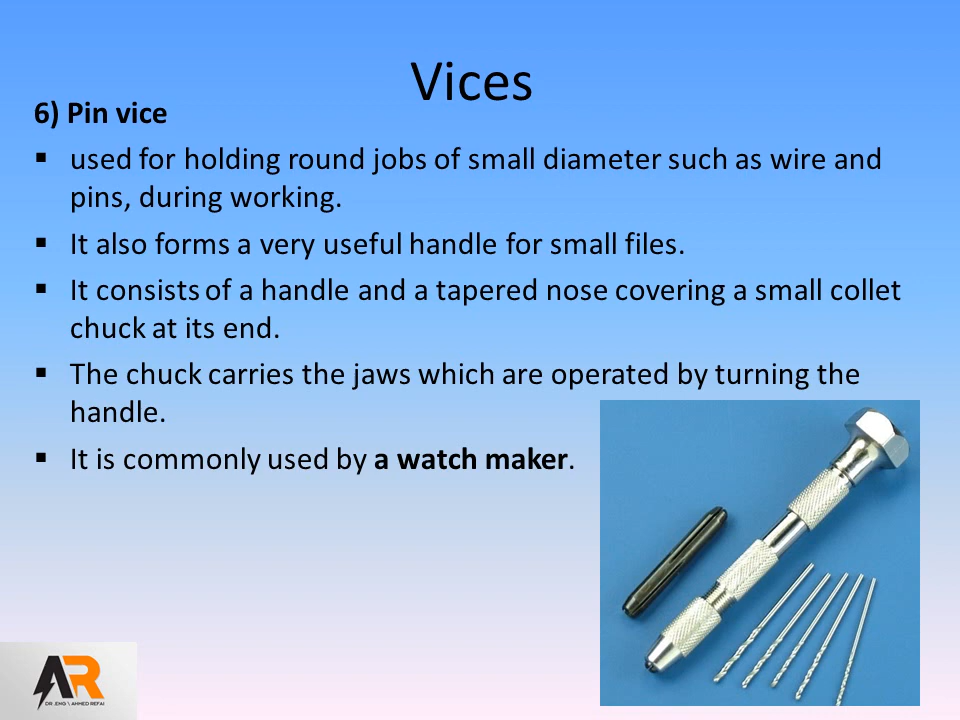 Vices
6) Pin vice
▪ used for holding round jobs of small diameter such as wire and
pins, during working.
▪ It also forms a very useful handle for small files.
▪ It consists of a handle and a tapered nose covering a small collet
chuck at its end.
▪ The chuck carries the jaws which are operated by turning the
handle.
▪ It is commonly used by a watch maker.
AR
DR. ENG \ AHMED REFAI